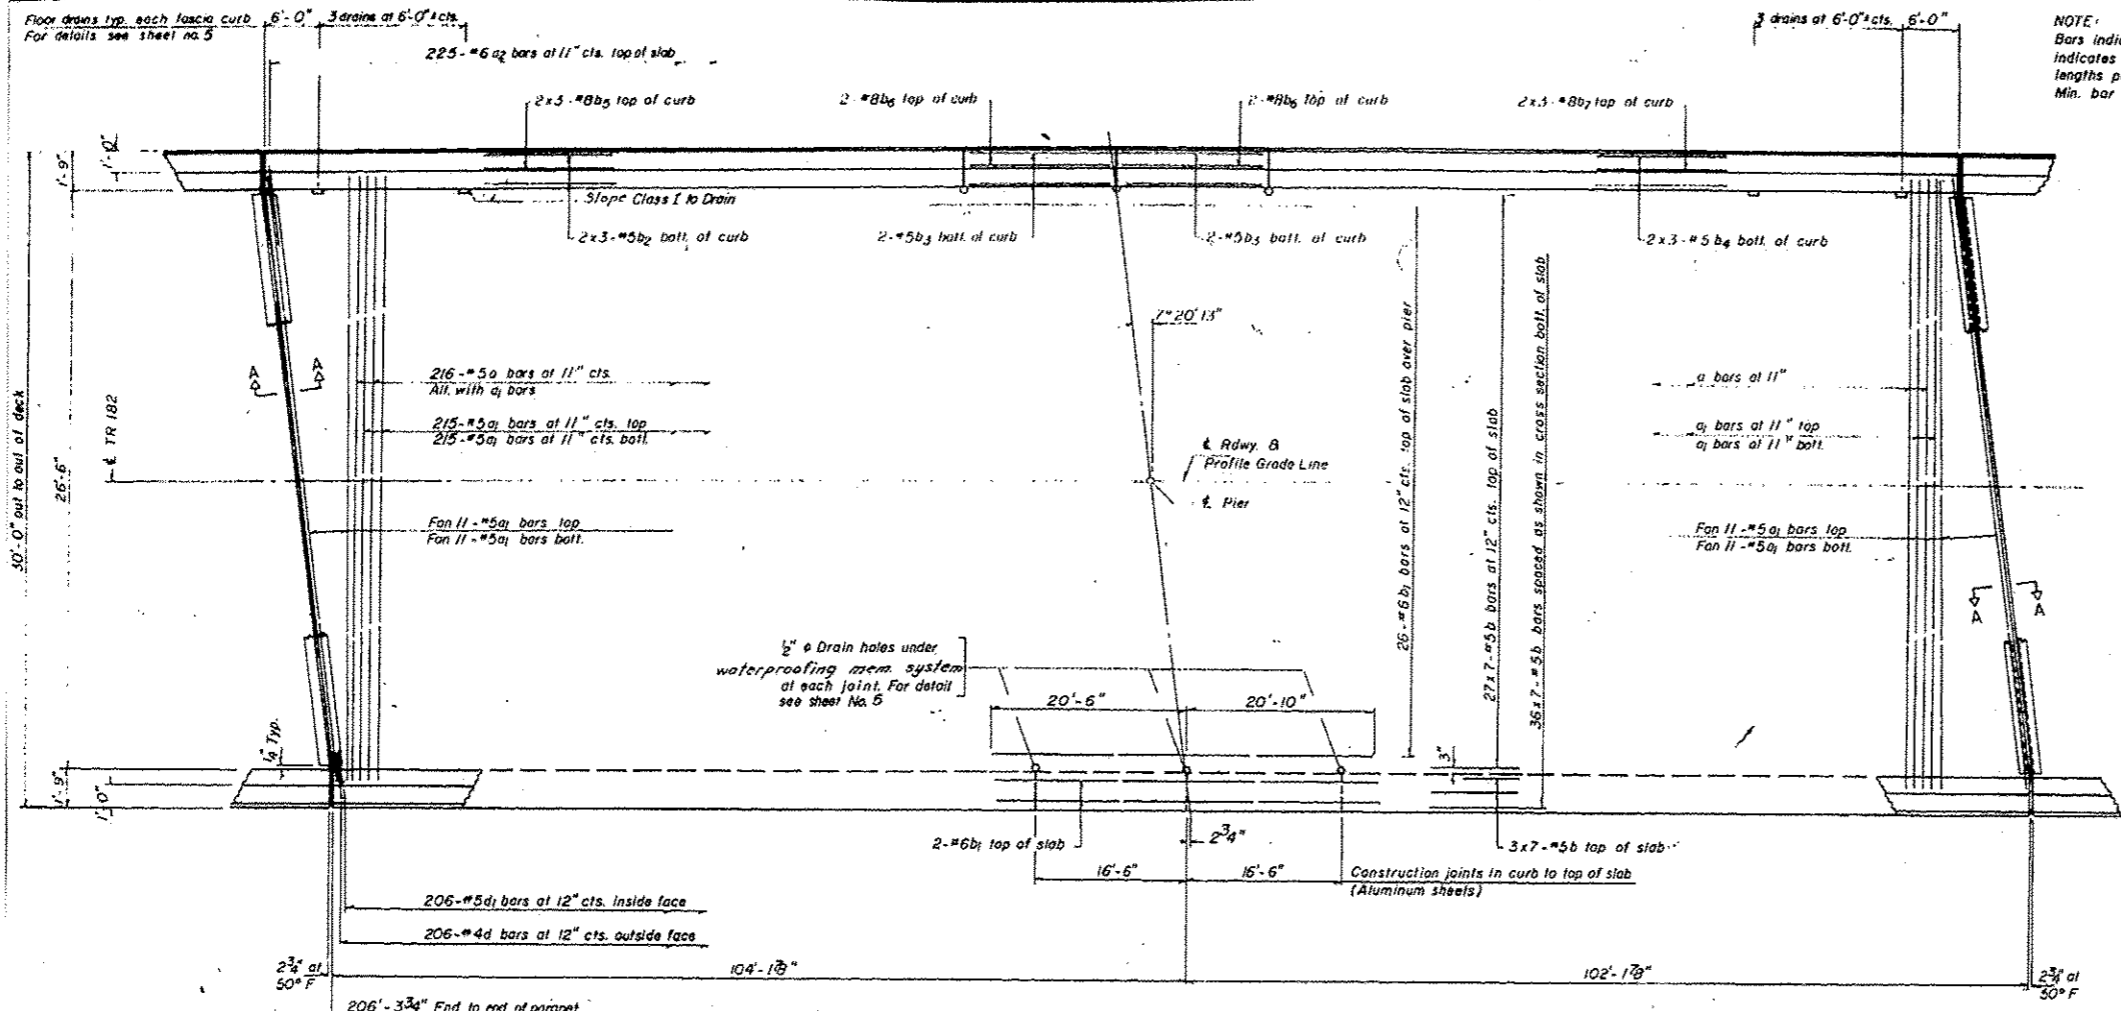 Floor drains typ. each fascia curb
For details see sheet no. 5
6'-0"
3 drains at 6'-0"± cts.
225-#6 a2 bars at 11" cts. top of slab
3 drains at 6'-0"± cts.
6'-0"
NOTE:
Bars indic
indicates
lengths p
Min. bar
2x3-#8b5 top of curb
2-#8b6 top of curb
2-#8b6 top of curb
2x3-#8b7 top of curb
1'-9"
1'-0"
Slope Class I to Drain
2x3-#5b2 bott. of curb
2-#5b3 bott. of curb
2-#5b3 bott. of curb
2x3-#5b4 bott. of curb
7°20'13"
A
A
216-#5a bars at 11" cts.
Alt. with a1 bars
215-#5a1 bars at 11" cts. top
215-#5a1 bars at 11" cts. bott.
a bars at 11"
a1 bars at 11" top
a1 bars at 11" bott.
30'-0" out to out of deck
26'-6"
℄ TR 182
℄ Rdwy. &
Profile Grade Line
℄ Pier
26-#6b1 bars at 12" cts. top of slab over pier
27x7-#5b bars at 12" cts. top of slab
36x7-#5b bars spaced as shown in cross section bott. of slab
Fan 11-#5a1 bars top
Fan 11-#5a1 bars bott.
Fan 11-#5a1 bars top
Fan 11-#5a1 bars bott.
A
A
½" φ Drain holes under
waterproofing mem. system
at each joint. For detail
see sheet No. 5
20'-6"
20'-10"
3"
¼" Typ.
1'-9"
1'-0"
2-#6b1 top of slab
2¾"
3x7-#5b top of slab
16'-6"
16'-6"
Construction joints in curb to top of slab
(Aluminum sheets)
206-#5d1 bars at 12" cts. inside face
206-#4d bars at 12" cts. outside face
2¾" at
50° F
104'-1⅞"
102'-1⅞"
2¾" at
50° F
206'-3¾" End to end of parapet